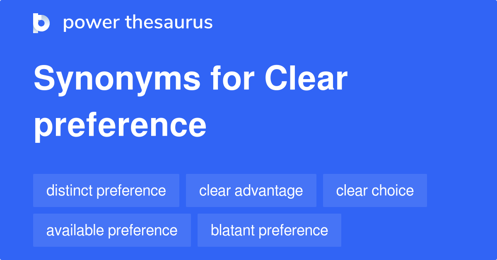 power thesaurus
Synonyms for Clear
preference
distinct preference clear advantage clear choice
available preference blatant preference